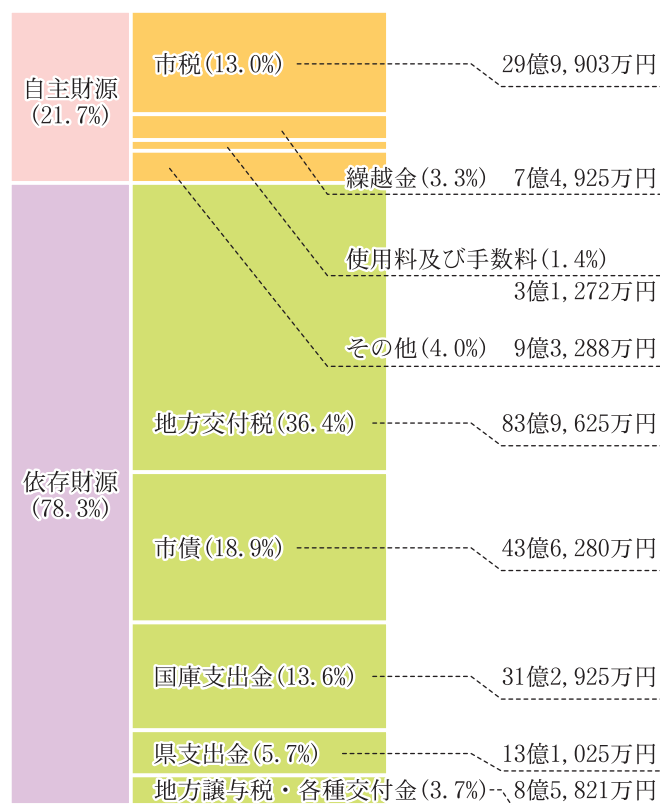 自主財源
(21.7%)
市税(13.0%) 29億9,903万円
繰越金(3.3%) 7億4,925万円
使用料及び手数料(1.4%)
3億1,272万円
その他(4.0%) 9億3,288万円
地方交付税(36.4%) 83億9,625万円
依存財源
(78.3%)
市債(18.9%) 43億6,280万円
国庫支出金(13.6%) 31億2,925万円
県支出金(5.7%) 13億1,025万円
地方譲与税・各種交付金(3.7%) 8億5,821万円